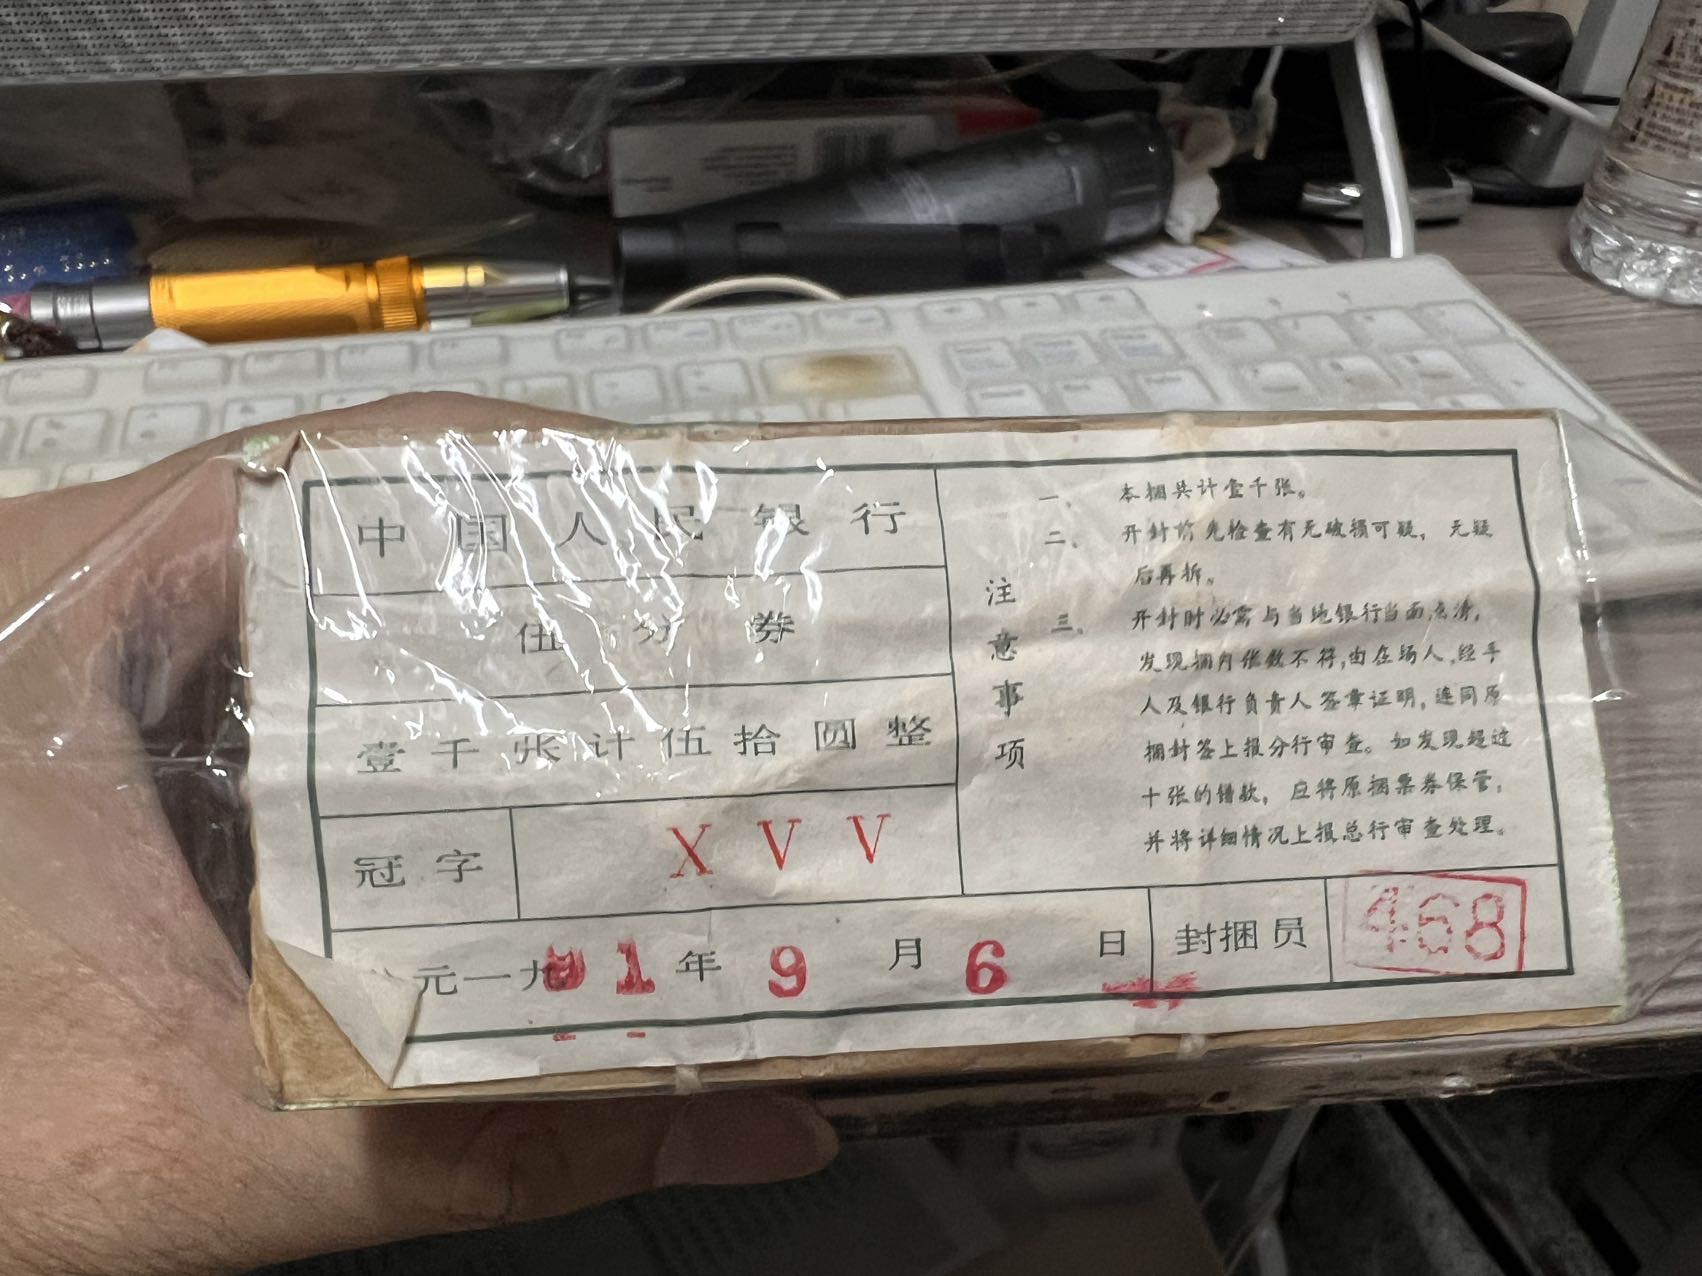 中国人民银行
伍分券
壹千张计伍拾圆整
冠字 X V V
元一九91年9月6日
封捆员 468
注意事项
一、本捆共计壹千张。
二、开封前先检查有无破损可疑，无疑
后再拆。
三、开封时必需与当地银行当面点清，
发现捆内张数不符，由在场人、经手
人及银行负责人签章证明，连同原
捆封签上报分行审查。如发现超过
十张的错款，应将原捆票券保管，
并将详细情况上报总行审查处理。